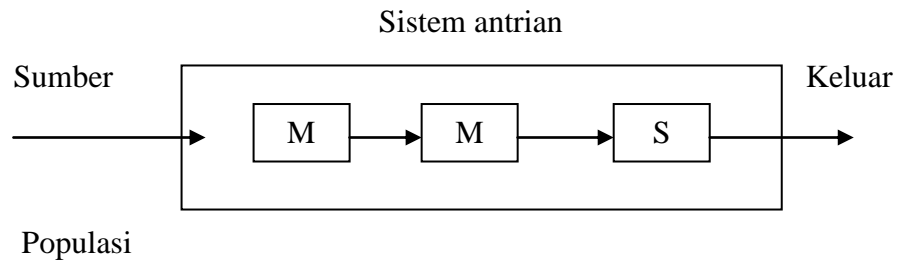 Sistem antrian
Sumber
Keluar
M M S
Populasi